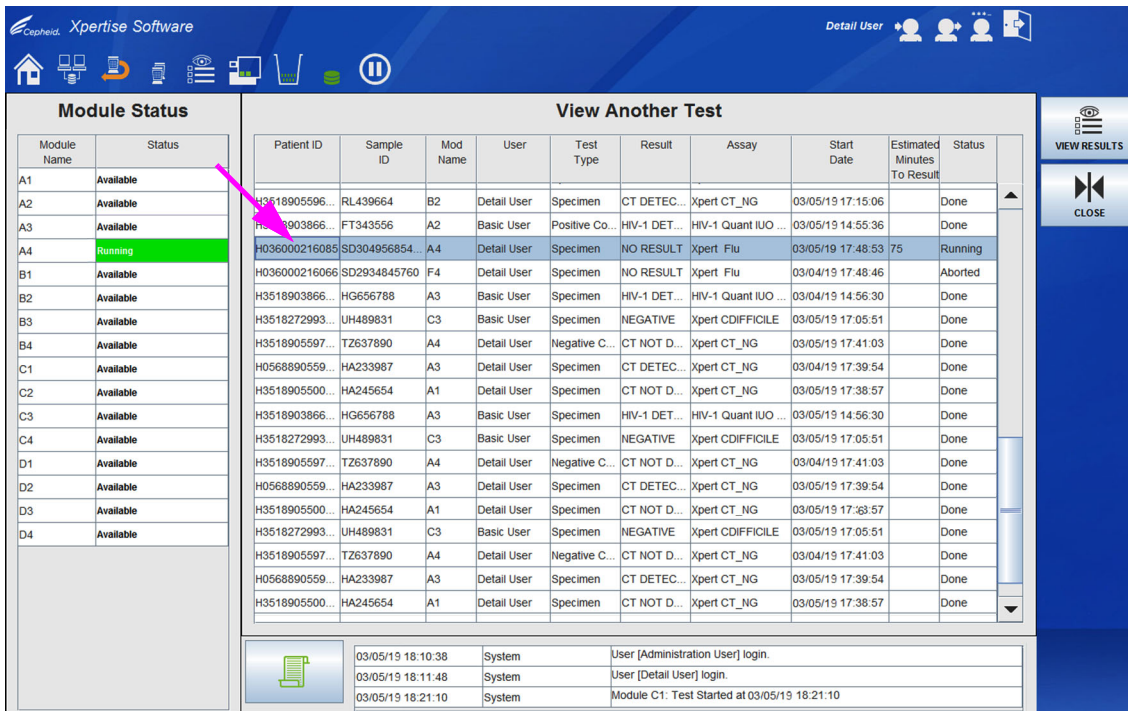 Cepheid. Xpertise Software
Detail User
Module Status
Module Name Status
A1 Available
A2 Available
A3 Available
A4 Running
B1 Available
B2 Available
B3 Available
B4 Available
C1 Available
C2 Available
C3 Available
C4 Available
D1 Available
D2 Available
D3 Available
D4 Available
View Another Test
Patient ID Sample ID Mod Name User Test Type Result Assay Start Date Estimated Minutes To Result Status
H3518905596... RL439664 B2 Detail User Specimen CT DETEC... Xpert CT_NG 03/05/19 17:15:06 Done
903866... FT343556 A2 Basic User Positive Co... HIV-1 DET... HIV-1 Quant IUO ... 03/05/19 14:55:36 Done
H036000216085 SD304956854... A4 Detail User Specimen NO RESULT Xpert Flu 03/05/19 17:48:53 75 Running
H036000216066 SD2934845760 F4 Detail User Specimen NO RESULT Xpert Flu 03/04/19 17:48:46 Aborted
H3518903866... HG656788 A3 Basic User Specimen HIV-1 DET... HIV-1 Quant IUO ... 03/04/19 14:56:30 Done
H3518272993... UH489831 C3 Basic User Specimen NEGATIVE Xpert CDIFFICILE 03/05/19 17:05:51 Done
H3518905597... TZ637890 A4 Detail User Negative C... CT NOT D... Xpert CT_NG 03/05/19 17:41:03 Done
H0568890559... HA233987 A3 Detail User Specimen CT DETEC... Xpert CT_NG 03/04/19 17:39:54 Done
H3518905500... HA245654 A1 Detail User Specimen CT NOT D... Xpert CT_NG 03/05/19 17:38:57 Done
H3518903866... HG656788 A3 Basic User Specimen HIV-1 DET... HIV-1 Quant IUO ... 03/05/19 14:56:30 Done
H3518272993... UH489831 C3 Basic User Specimen NEGATIVE Xpert CDIFFICILE 03/05/19 17:05:51 Done
H3518905597... TZ637890 A4 Detail User Negative C... CT NOT D... Xpert CT_NG 03/04/19 17:41:03 Done
H0568890559... HA233987 A3 Detail User Specimen CT DETEC... Xpert CT_NG 03/05/19 17:39:54 Done
H3518905500... HA245654 A1 Detail User Specimen CT NOT D... Xpert CT_NG 03/05/19 Done
H3518272993... UH489831 C3 Basic User Specimen NEGATIVE Xpert CDIFFICILE 03/05/19 17:05:51 Done
H3518905597... TZ637890 A4 Detail User Negative C... CT NOT D... Xpert CT_NG 03/04/19 17:41:03 Done
H0568890559... HA233987 A3 Detail User Specimen CT DETEC... Xpert CT_NG 03/05/19 17:39:54 Done
H3518905500... HA245654 A1 Detail User Specimen CT NOT D... Xpert CT_NG 03/05/19 17:38:57 Done
03/05/19 18:10:38 System User [Administration User] login.
03/05/19 18:11:48 System User [Detail User] login.
03/05/19 18:21:10 System Module C1: Test Started at 03/05/19 18:21:10
VIEW RESULTS
CLOSE